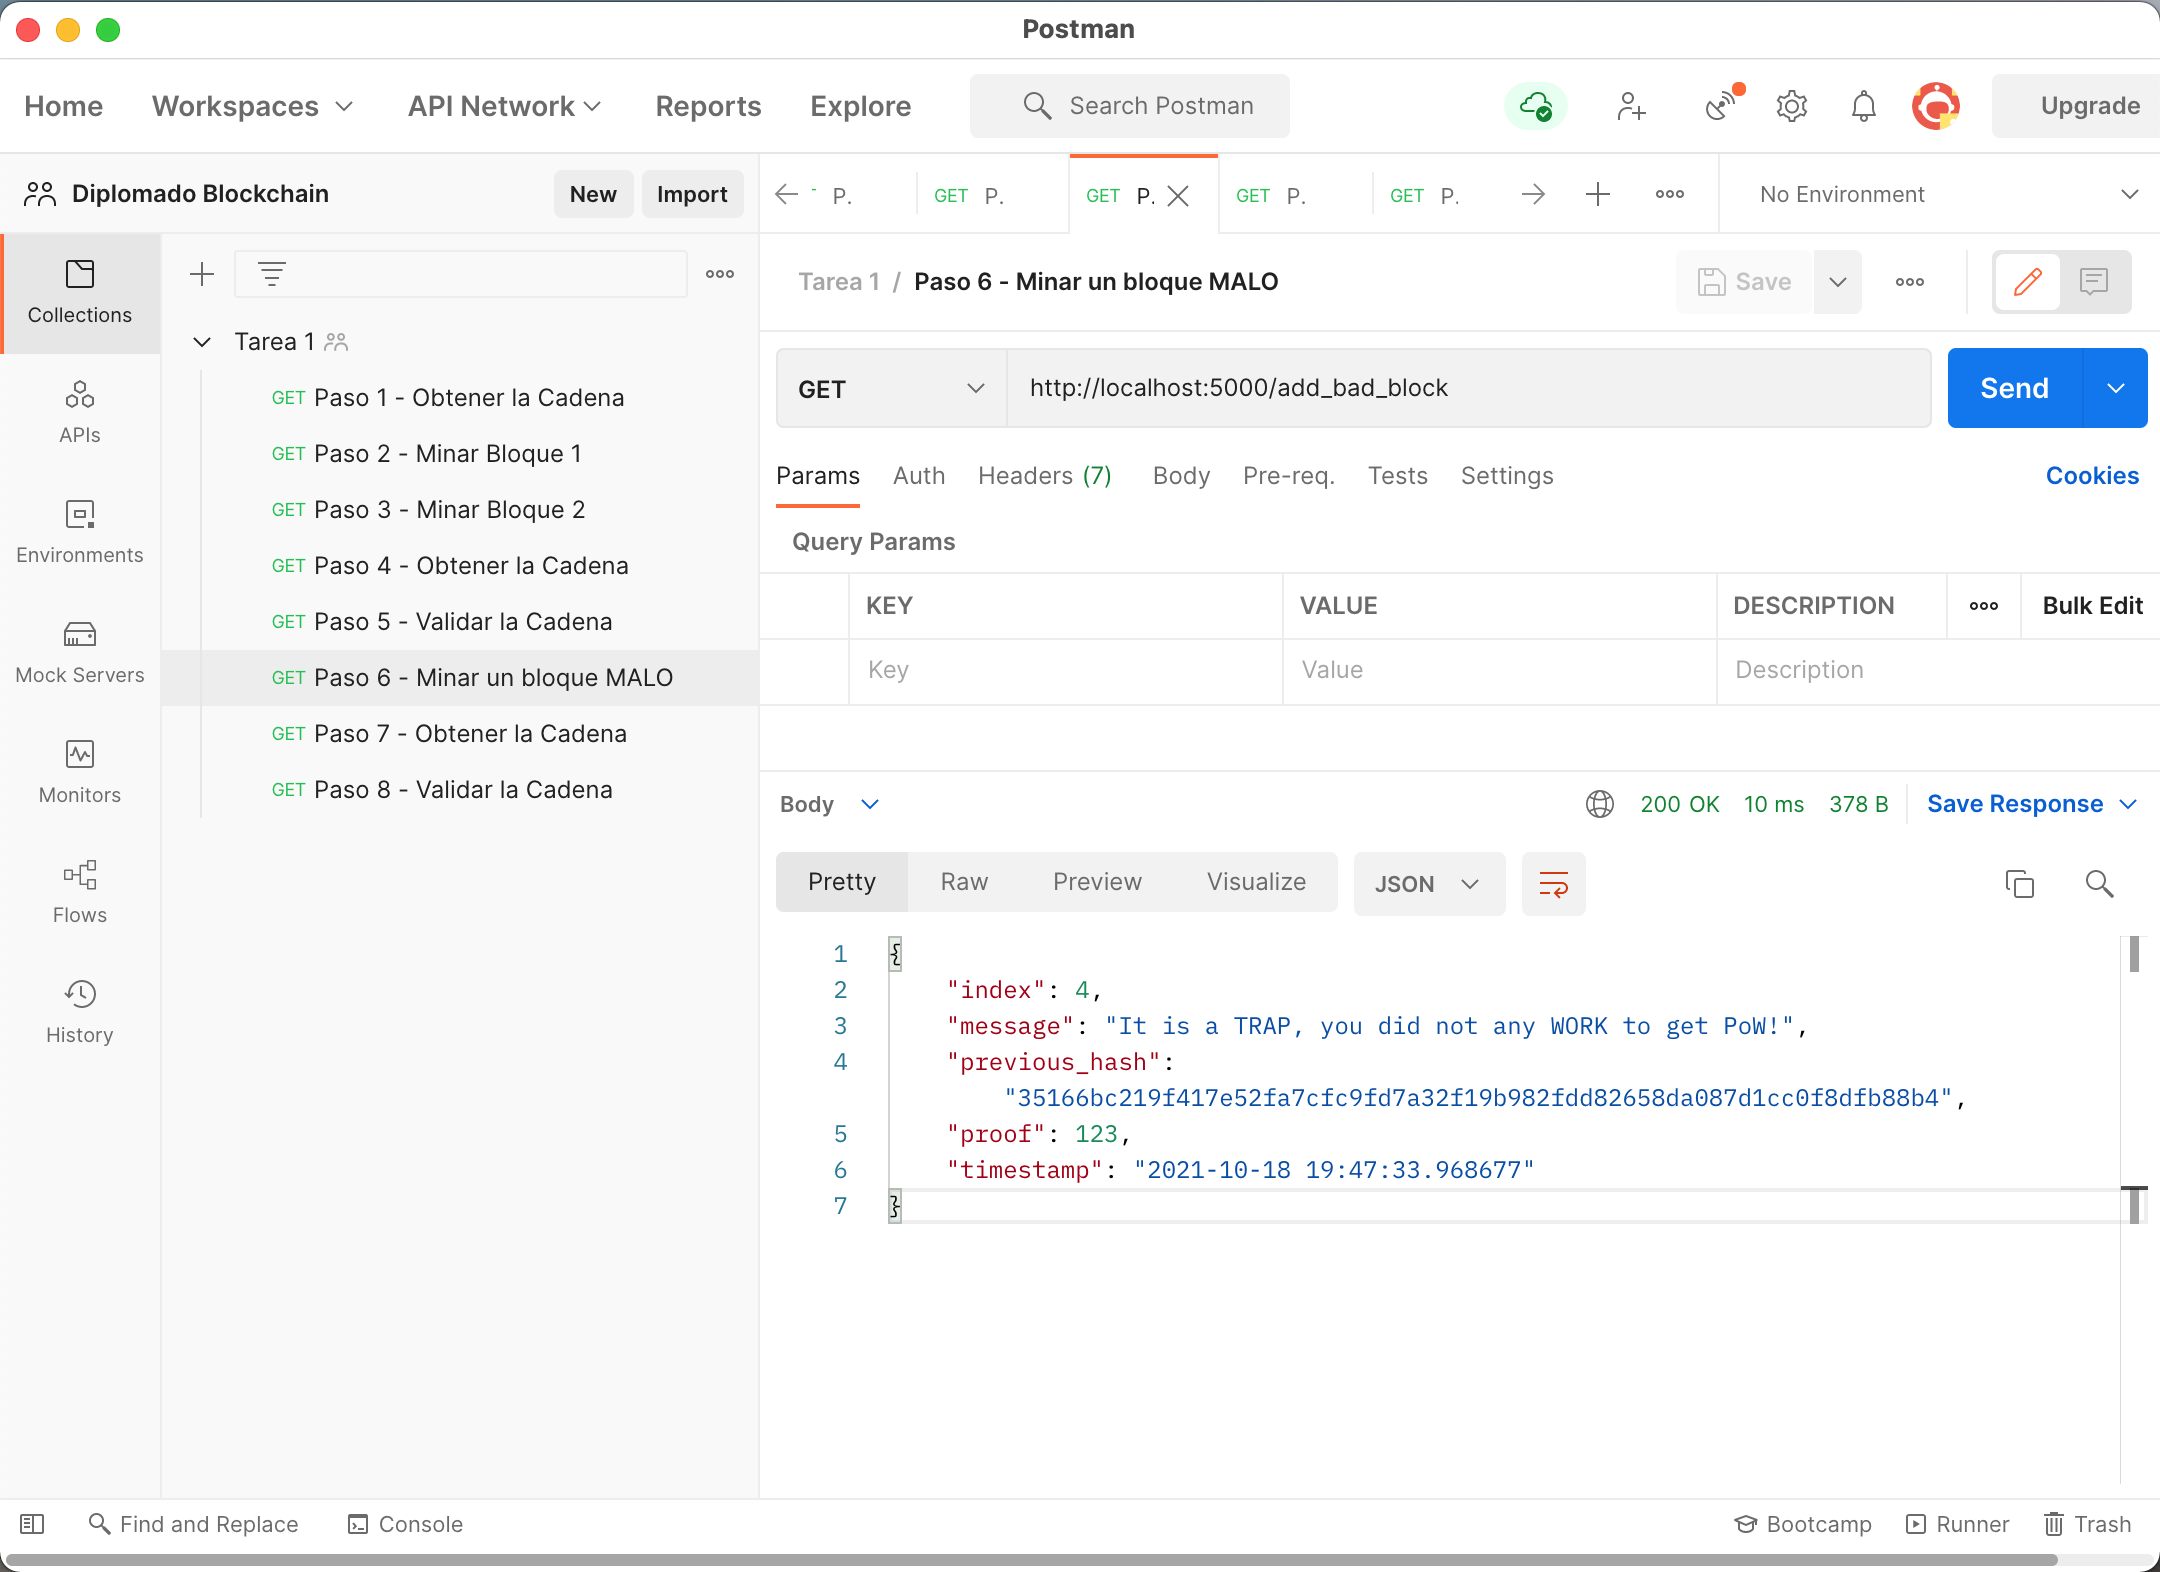 Postman
Home Workspaces API Network Reports Explore Search Postman Upgrade
Diplomado Blockchain New Import
P. GET P. GET P. GET P. GET P. No Environment
Collections
APIs
Environments
Mock Servers
Monitors
Flows
History
Tarea 1
GET Paso 1 - Obtener la Cadena
GET Paso 2 - Minar Bloque 1
GET Paso 3 - Minar Bloque 2
GET Paso 4 - Obtener la Cadena
GET Paso 5 - Validar la Cadena
GET Paso 6 - Minar un bloque MALO
GET Paso 7 - Obtener la Cadena
GET Paso 8 - Validar la Cadena
Tarea 1 / Paso 6 - Minar un bloque MALO Save
GET http://localhost:5000/add_bad_block Send
Params Auth Headers (7) Body Pre-req. Tests Settings Cookies
Query Params
KEY VALUE DESCRIPTION Bulk Edit
Key Value Description
Body 200 OK 10 ms 378 B Save Response
Pretty Raw Preview Visualize JSON
1 {
2 "index": 4,
3 "message": "It is a TRAP, you did not any WORK to get PoW!",
4 "previous_hash":
"35166bc219f417e52fa7cfc9fd7a32f19b982fdd82658da087d1cc0f8dfb88b4",
5 "proof": 123,
6 "timestamp": "2021-10-18 19:47:33.968677"
7 }
Find and Replace Console Bootcamp Runner Trash